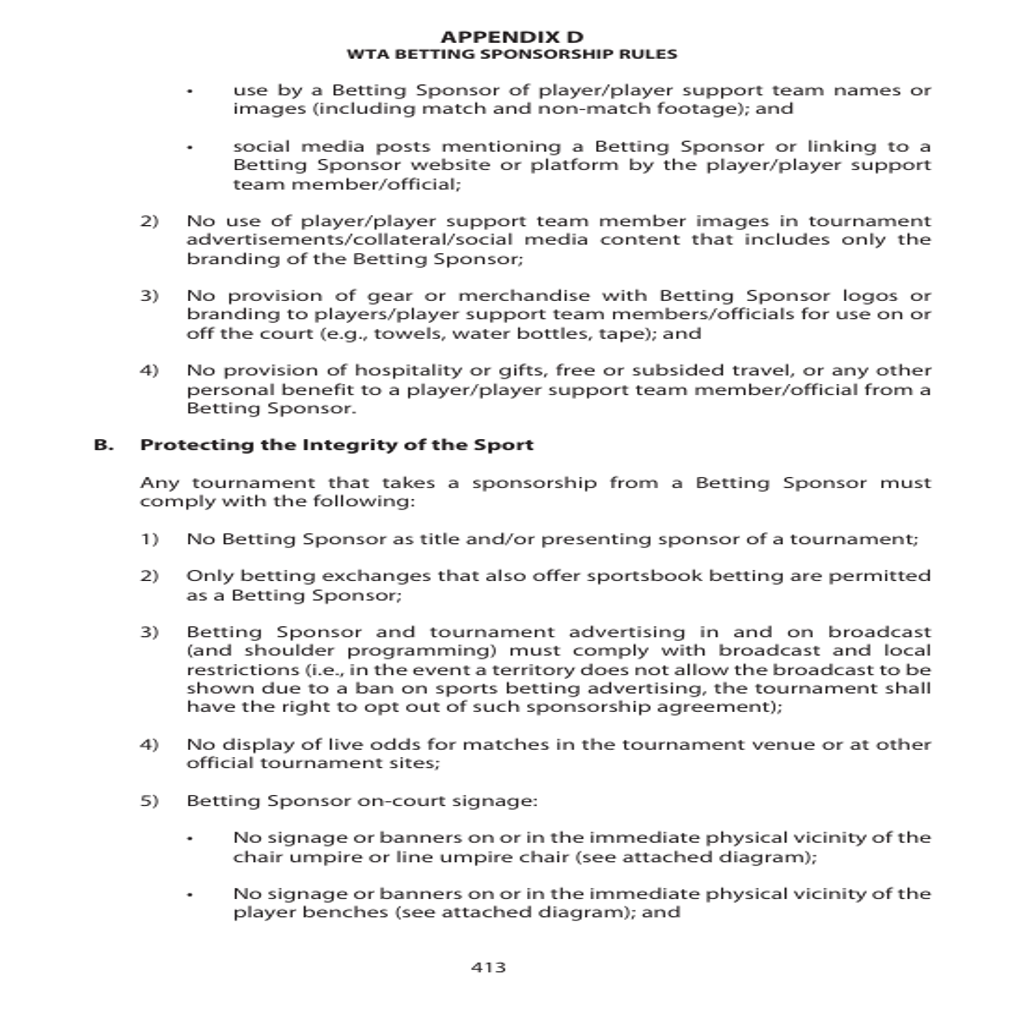 APPENDIX D
WTA BETTING SPONSORSHIP RULES
• use by a Betting Sponsor of player/player support team names or
images (including match and non-match footage); and
• social media posts mentioning a Betting Sponsor or linking to a
Betting Sponsor website or platform by the player/player support
team member/official;
2) No use of player/player support team member images in tournament
advertisements/collateral/social media content that includes only the
branding of the Betting Sponsor;
3) No provision of gear or merchandise with Betting Sponsor logos or
branding to players/player support team members/officials for use on or
off the court (e.g., towels, water bottles, tape); and
4) No provision of hospitality or gifts, free or subsided travel, or any other
personal benefit to a player/player support team member/official from a
Betting Sponsor.
B. Protecting the Integrity of the Sport
Any tournament that takes a sponsorship from a Betting Sponsor must
comply with the following:
1) No Betting Sponsor as title and/or presenting sponsor of a tournament;
2) Only betting exchanges that also offer sportsbook betting are permitted
as a Betting Sponsor;
3) Betting Sponsor and tournament advertising in and on broadcast
(and shoulder programming) must comply with broadcast and local
restrictions (i.e., in the event a territory does not allow the broadcast to be
shown due to a ban on sports betting advertising, the tournament shall
have the right to opt out of such sponsorship agreement);
4) No display of live odds for matches in the tournament venue or at other
official tournament sites;
5) Betting Sponsor on-court signage:
• No signage or banners on or in the immediate physical vicinity of the
chair umpire or line umpire chair (see attached diagram);
• No signage or banners on or in the immediate physical vicinity of the
player benches (see attached diagram); and
413